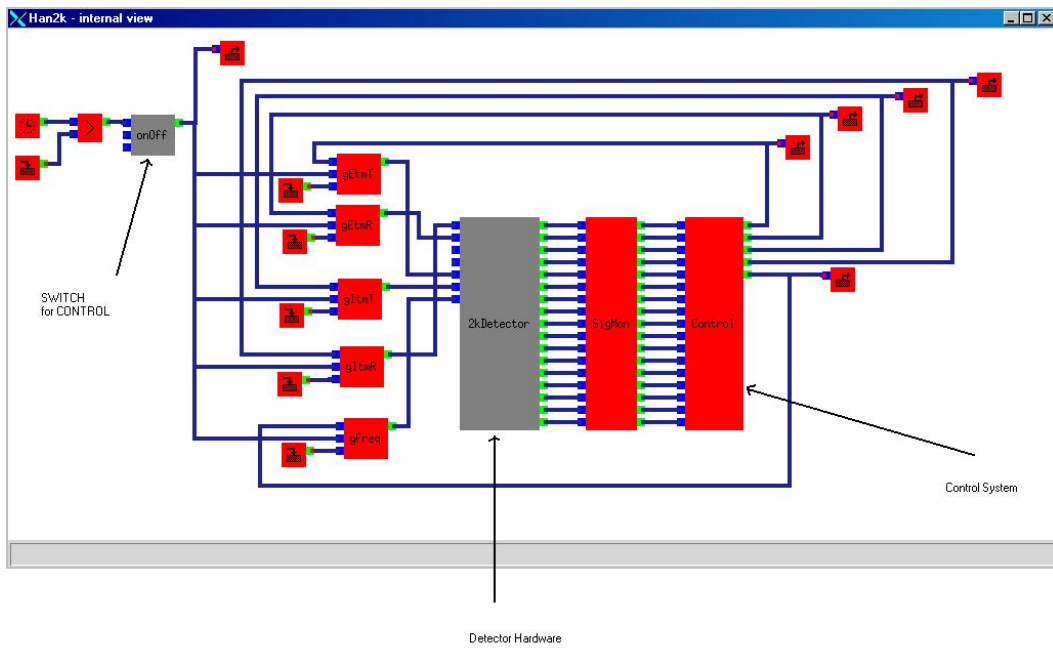 Han2k - internal view
onOff
gEtmT
gEtmR
SWITCH
for CONTROL
gItmT
2kDetector
SigMon
Control
gItmR
gFreq
Control System
Detector Hardware